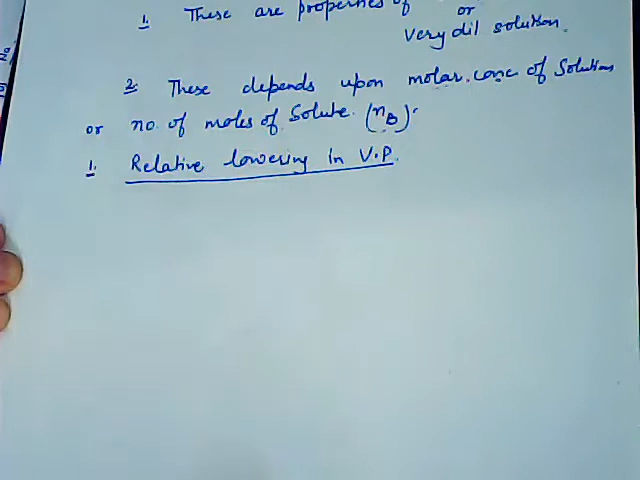 1. These are properties of
or
very dil solution.
2. These depends upon molar. conc of Solution
or no. of moles of Solute. (nB).
1. Relative lowering in V.P.